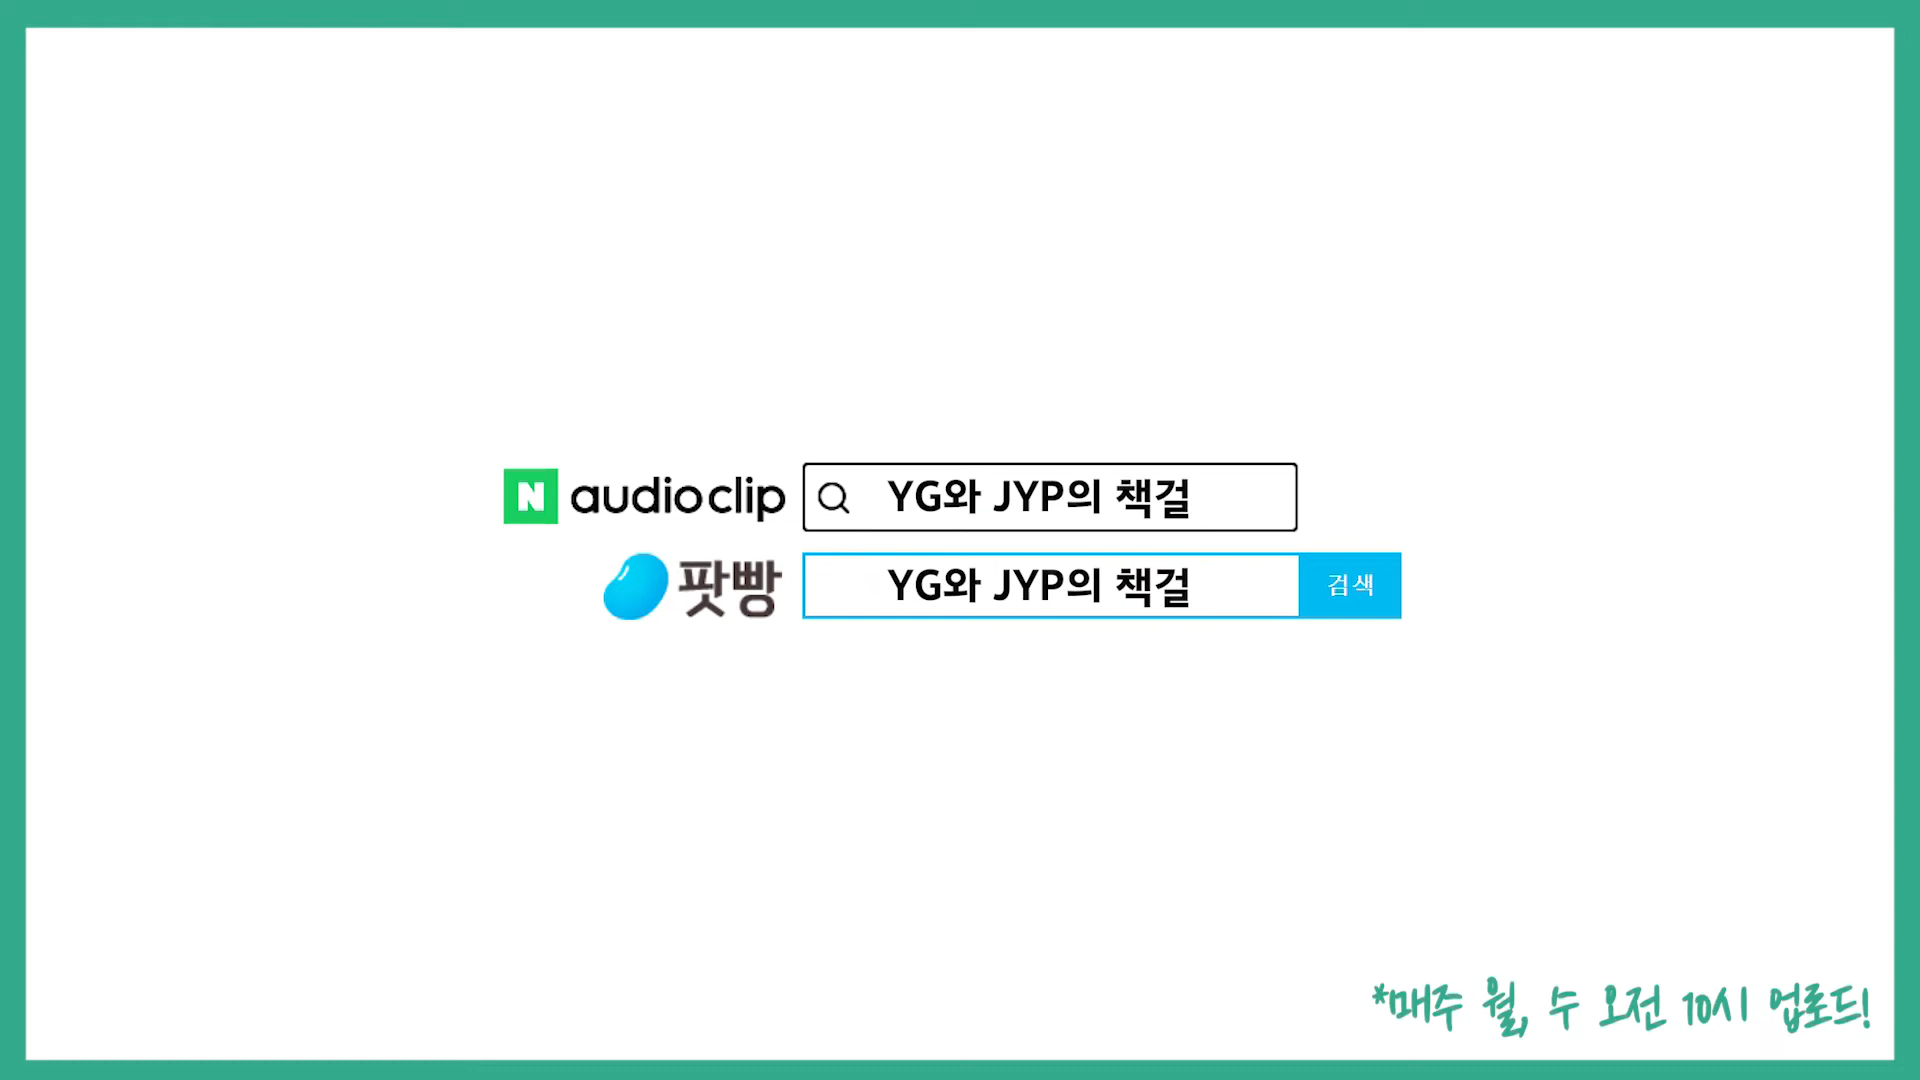 N audioclip YG와 JYP의 책걸
팟빵 YG와 JYP의 책걸 검색
*매주 월, 수 오전 10시 업로드!